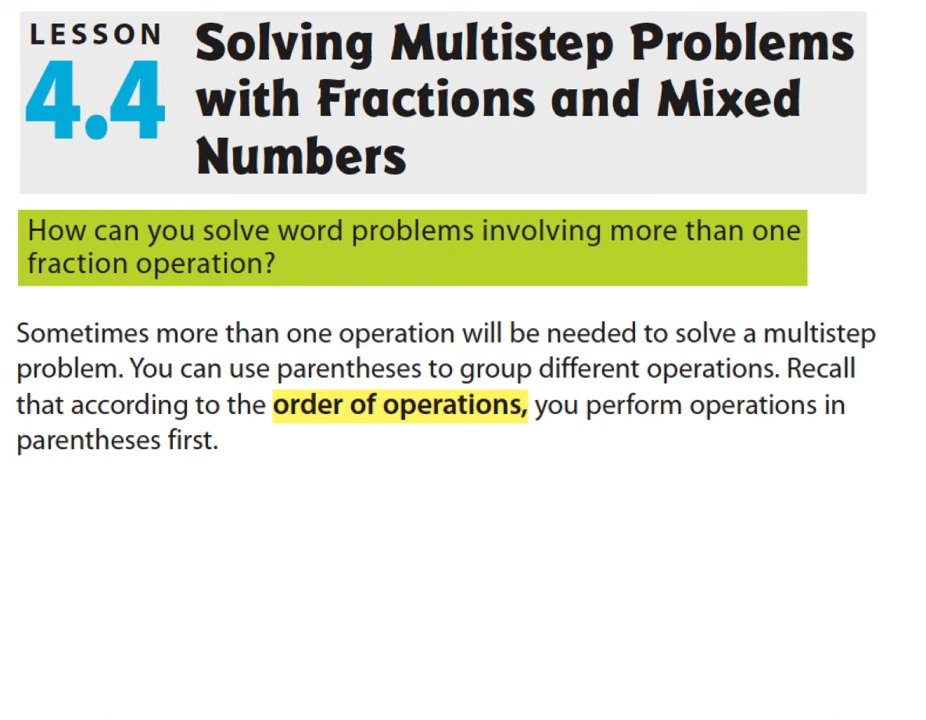 LESSON
4.4
Solving Multistep Problems
with Fractions and Mixed
Numbers
How can you solve word problems involving more than one
fraction operation?
Sometimes more than one operation will be needed to solve a multistep
problem. You can use parentheses to group different operations. Recall
that according to the order of operations, you perform operations in
parentheses first.